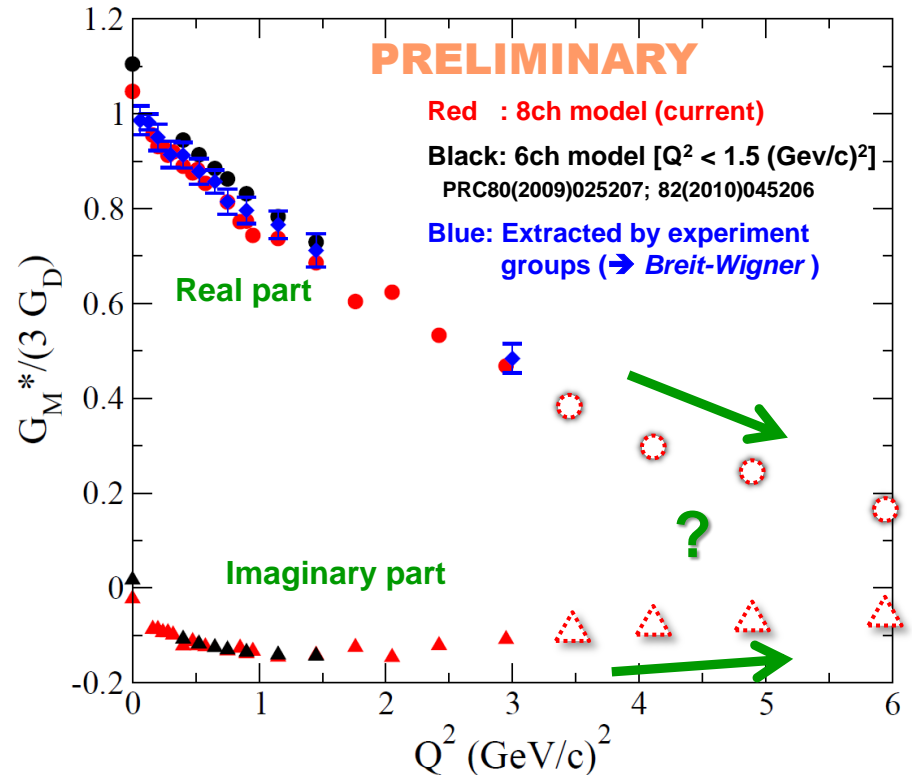 PRELIMINARY
Red : 8ch model (current)
Black: 6ch model [Q² < 1.5 (Gev/c)²]
PRC80(2009)025207; 82(2010)045206
Blue: Extracted by experiment
groups (➔ Breit-Wigner )
Real part
Imaginary part
?
G_M*/(3 G_D)
1.2
1
0.8
0.6
0.4
0.2
0
-0.2
0 1 2 3 4 5 6
Q² (GeV/c)²